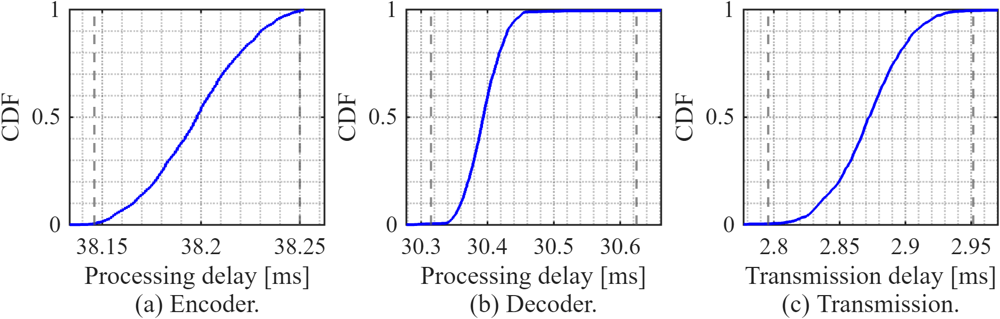 1
0.5
0
CDF
38.15 38.2 38.25
Processing delay [ms]
(a) Encoder.
1
0.5
0
CDF
30.3 30.4 30.5 30.6
Processing delay [ms]
(b) Decoder.
1
0.5
0
CDF
2.8 2.85 2.9 2.95
Transmission delay [ms]
(c) Transmission.